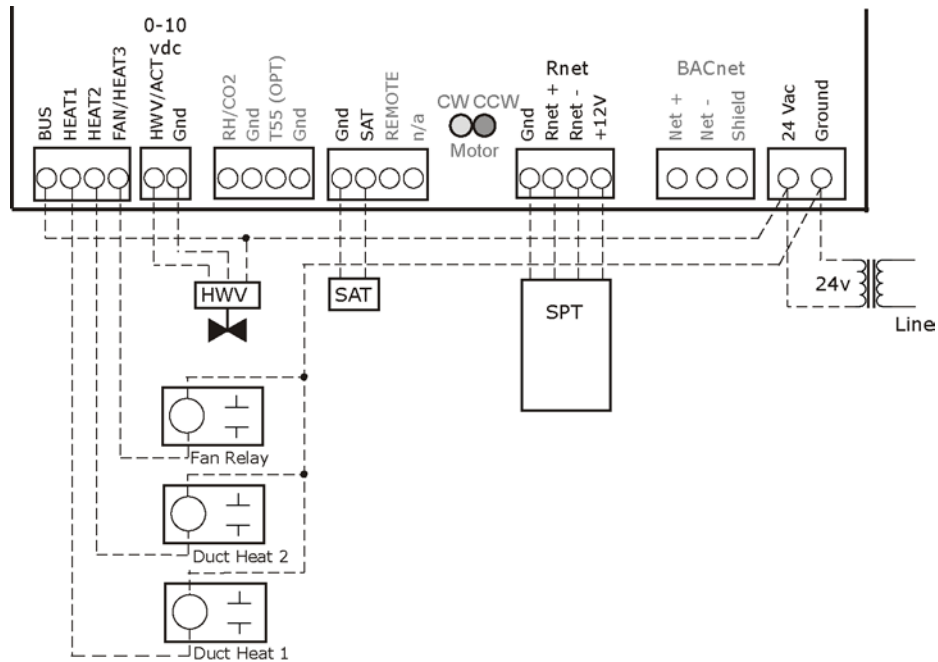 0-10
vdc
BUS
HEAT1
HEAT2
FAN/HEAT3
HWV/ACT
Gnd
RH/CO2
Gnd
T55 (OPT)
Gnd
Gnd
SAT
REMOTE
n/a
CW CCW
Motor
Rnet
Gnd
Rnet +
Rnet -
+12V
BACnet
Net +
Net -
Shield
24 Vac
Ground
HWV
SAT
SPT
24v
Line
Fan Relay
Duct Heat 2
Duct Heat 1